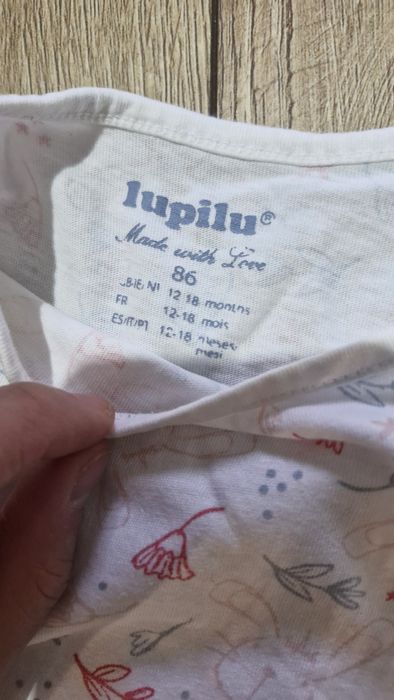 lupilu®
Made with Love
86
GB/IE/NI 12-18 months
FR 12-18 mois
ES/IT/PT 12-18 meses
mesi